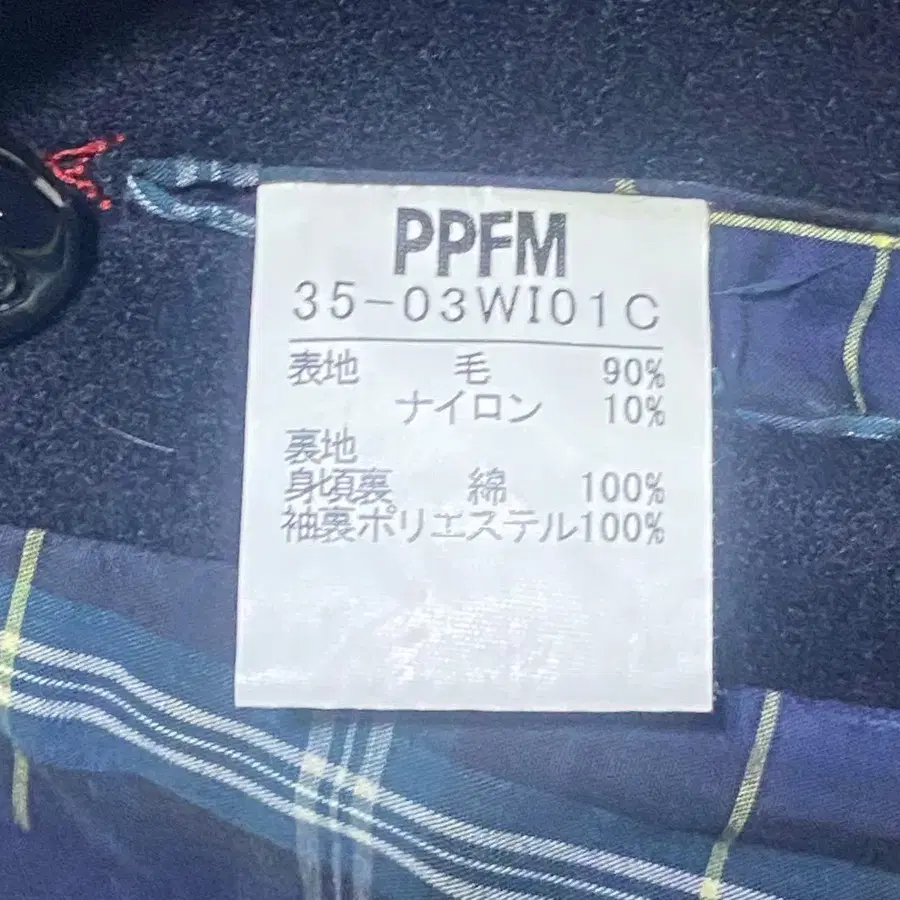 PPFM
35-03WI01C
表地 毛 90%
ナイロン 10%
裏地
身頃裏 綿 100%
袖裏ポリエステル100%